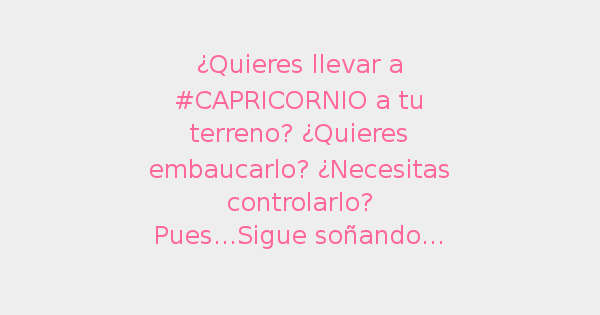 ¿Quieres llevar a
#CAPRICORNIO a tu
terreno? ¿Quieres
embaucarlo? ¿Necesitas
controlarlo?
Pues...Sigue soñando...